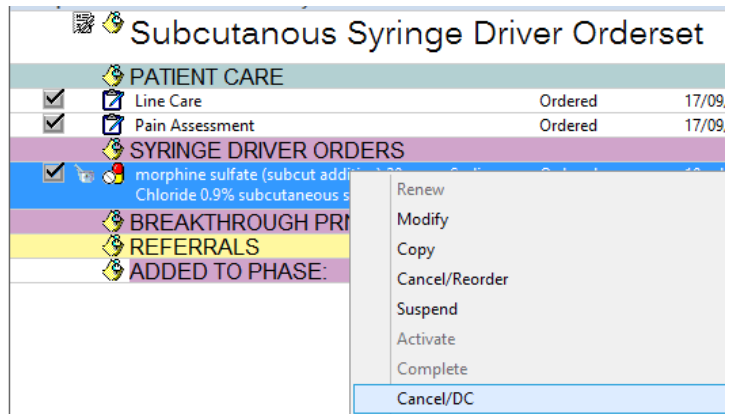 Subcutanous Syringe Driver Orderset
PATIENT CARE
Line Care Ordered 17/09
Pain Assessment Ordered 17/09
SYRINGE DRIVER ORDERS
morphine sulfate (subcut
Chloride 0.9% subcutaneous s
BREAKTHROUGH PRN
REFERRALS
ADDED TO PHASE:
Renew
Modify
Copy
Cancel/Reorder
Suspend
Activate
Complete
Cancel/DC